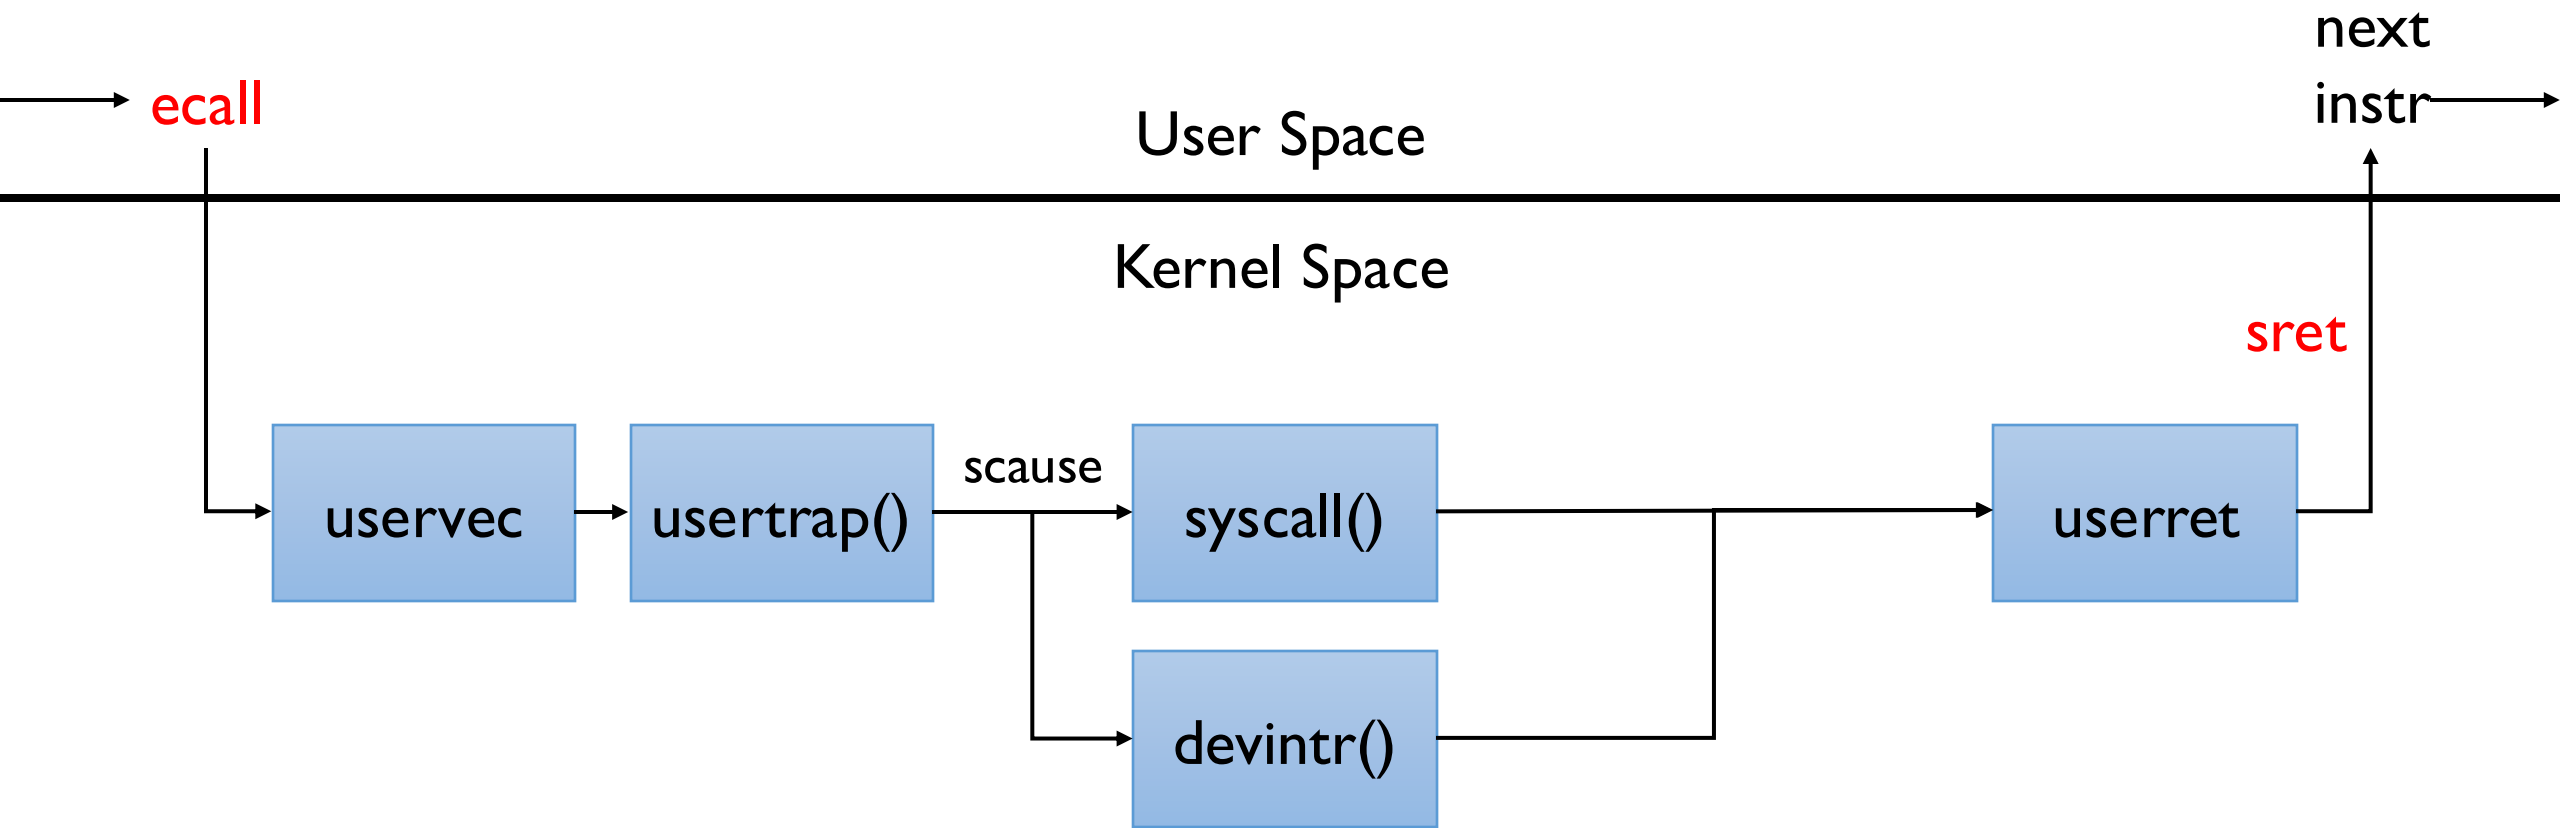 next
ecall
instr
User Space
Kernel Space
sret
scause
uservec
usertrap()
syscall()
userret
devintr()